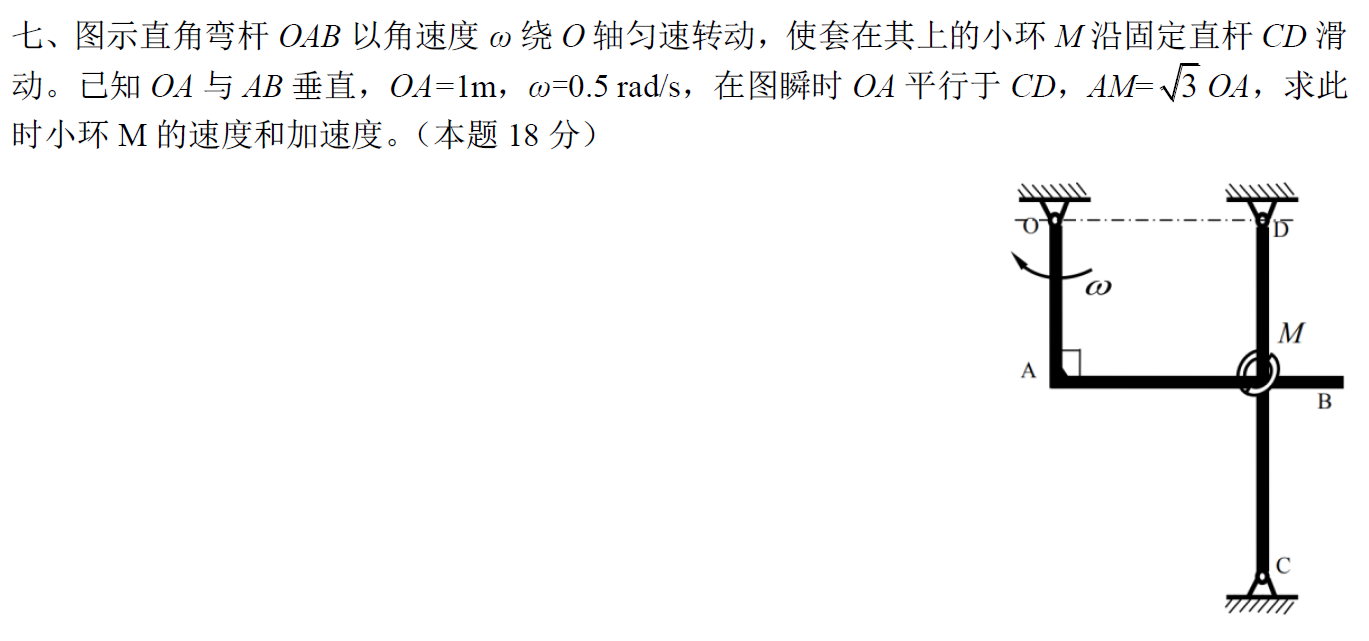 七、图示直角弯杆 OAB 以角速度 ω 绕 O 轴匀速转动，使套在其上的小环 M 沿固定直杆 CD 滑
动。已知 OA 与 AB 垂直，OA=1m，ω=0.5 rad/s，在图瞬时 OA 平行于 CD，AM=√3 OA，求此
时小环 M 的速度和加速度。（本题 18 分）
O
D
ω
M
A
B
C